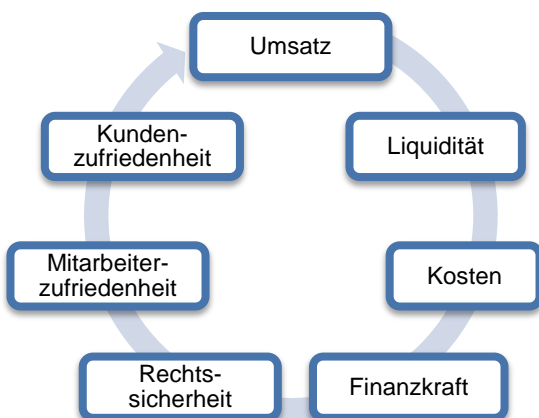 Umsatz
Liquidität
Kosten
Finanzkraft
Rechts-
sicherheit
Mitarbeiter-
zufriedenheit
Kunden-
zufriedenheit